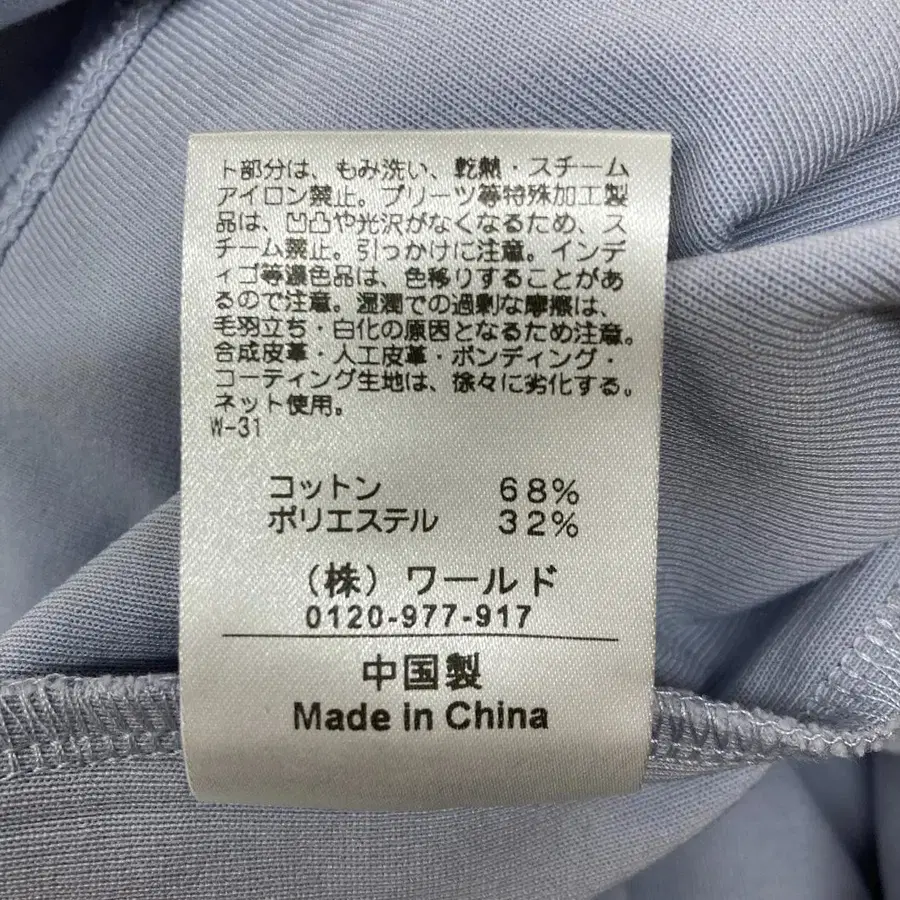 ト部分は、もみ洗い、乾熱・スチーム
アイロン禁止。プリーツ等特殊加工製
品は、凹凸や光沢がなくなるため、ス
チーム禁止。引っかけに注意。インデ
ィゴ等濃色品は、色移りすることがあ
るので注意。湿潤での過剰な摩擦は、
毛羽立ち・白化の原因となるため注意。
合成皮革・人工皮革・ボンディング・
コーティング生地は、徐々に劣化する。
ネット使用。
W-31
コットン 68%
ポリエステル 32%
(株) ワールド
0120-977-917
中国製
Made in China